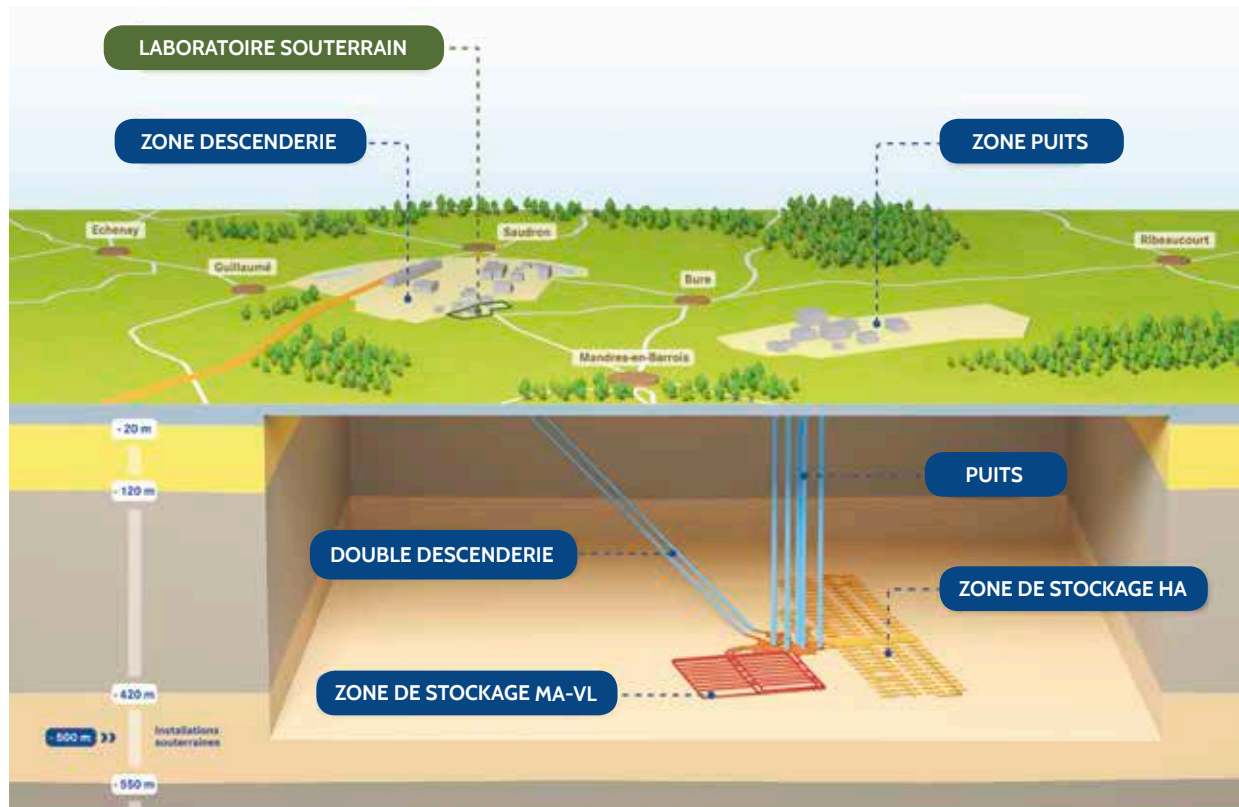 LABORATOIRE SOUTERRAIN
ZONE DESCENDERIE
ZONE PUITS
Echenay
Saudron
Ribeaucourt
Guillaumé
Bure
Mandres-en-Barrois
- 20 m
PUITS
- 120 m
DOUBLE DESCENDERIE
ZONE DE STOCKAGE HA
ZONE DE STOCKAGE MA-VL
- 420 m
- 500 m
Installations
souterraines
- 550 m